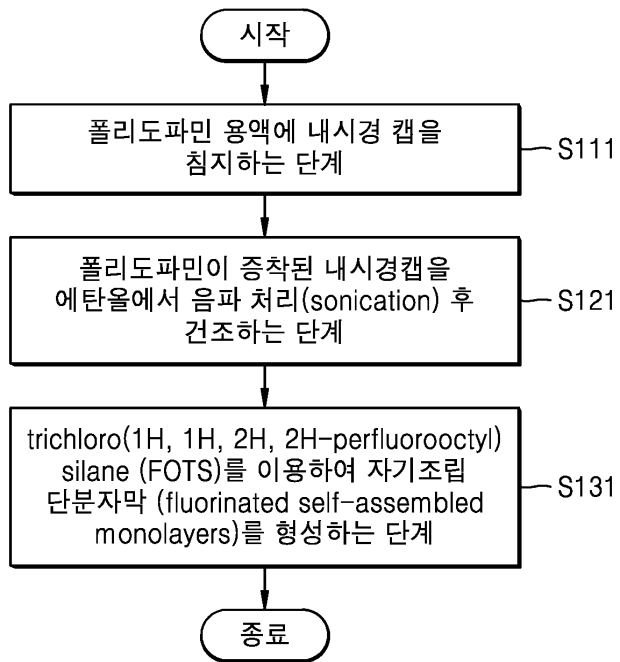 시작
폴리도파민 용액에 내시경 캡을
침지하는 단계
S111
폴리도파민이 증착된 내시경캡을
에탄올에서 음파 처리(sonication) 후
건조하는 단계
S121
trichloro(1H, 1H, 2H, 2H-perfluorooctyl)
silane (FOTS)를 이용하여 자기조립
단분자막 (fluorinated self-assembled
monolayers)를 형성하는 단계
S131
종료